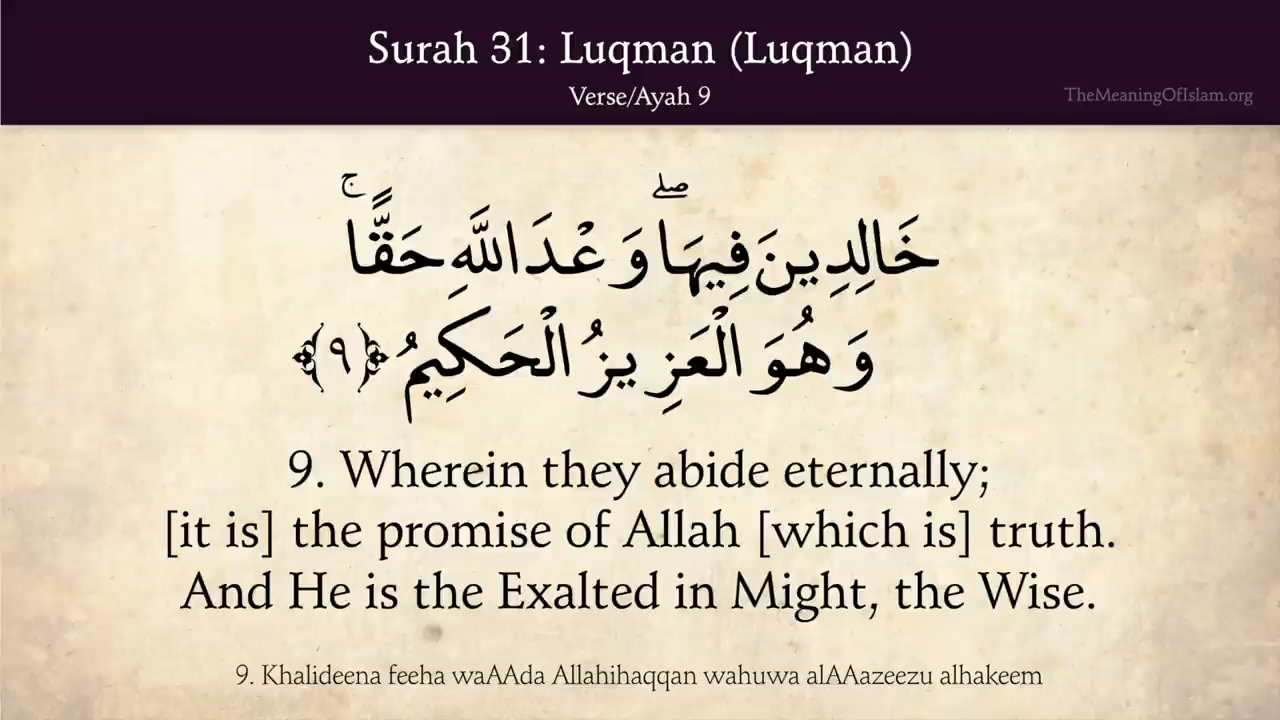 Surah 31: Luqman (Luqman)
Verse/Ayah 9
TheMeaningOfIslam.org
خَالِدِينَ فِيهَا ۖ وَعْدَ اللَّهِ حَقًّا ۚ
وَهُوَ الْعَزِيزُ الْحَكِيمُ ﴿٩﴾
9. Wherein they abide eternally;
[it is] the promise of Allah [which is] truth.
And He is the Exalted in Might, the Wise.
9. Khalideena feeha waAAda Allahihaqqan wahuwa alAAazeezu alhakeem